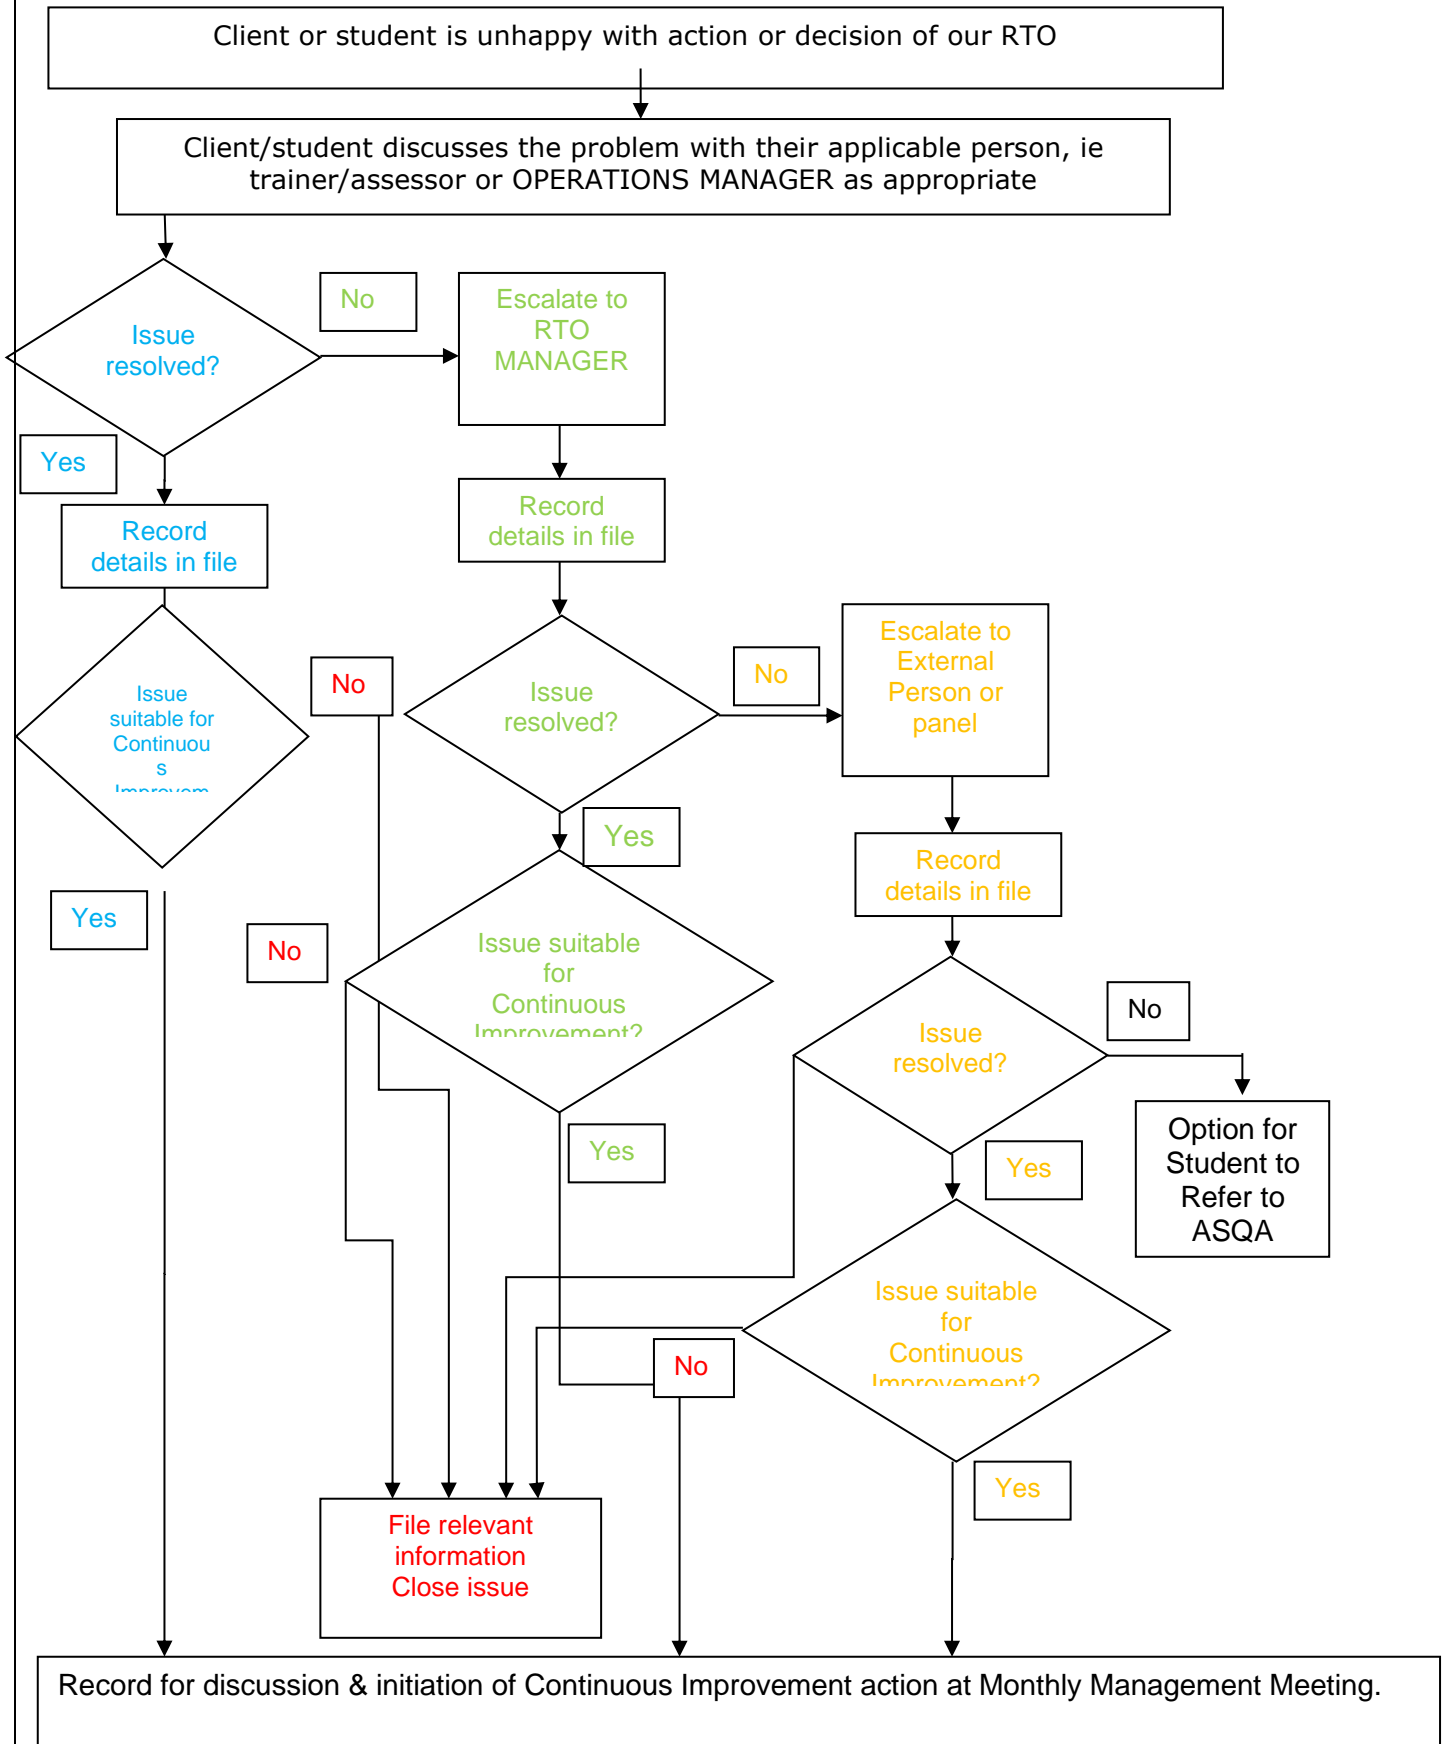 Client or student is unhappy with action or decision of our RTO
Client/student discusses the problem with their applicable person, ie
trainer/assessor or OPERATIONS MANAGER as appropriate
Issue
resolved?
No
Escalate to
RTO
MANAGER
Yes
Record
details in file
Record
details in file
Issue
suitable for
Continuou
s
Improvem
No
Issue
resolved?
No
Escalate to
External
Person or
panel
Yes
Record
details in file
Yes
No
Issue suitable
for
Continuous
Improvement?
Issue
resolved?
No
Yes
Yes
Option for
Student to
Refer to
ASQA
Issue suitable
for
Continuous
Improvement?
No
Yes
File relevant
information
Close issue
Record for discussion & initiation of Continuous Improvement action at Monthly Management Meeting.